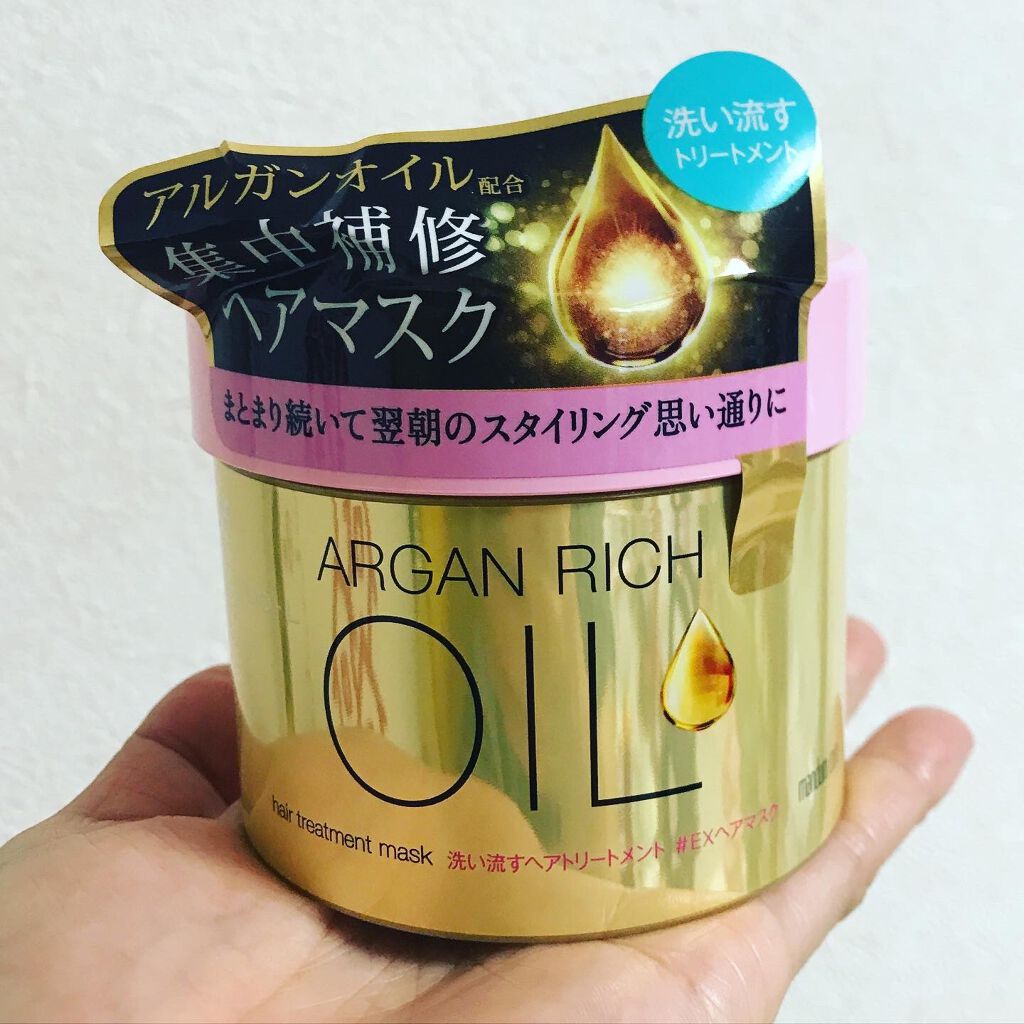 洗い流す
トリートメント
アルガンオイル配合
集中補修
ヘアマスク
まとまり続いて翌朝のスタイリング思い通りに
ARGAN RICH
OIL
hair treatment mask 洗い流すヘアトリートメント #EXヘアマスク